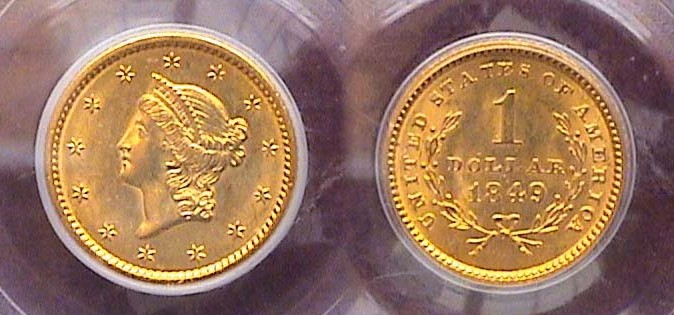 UNITED STATES OF AMERICA
1
DOLLAR
1849